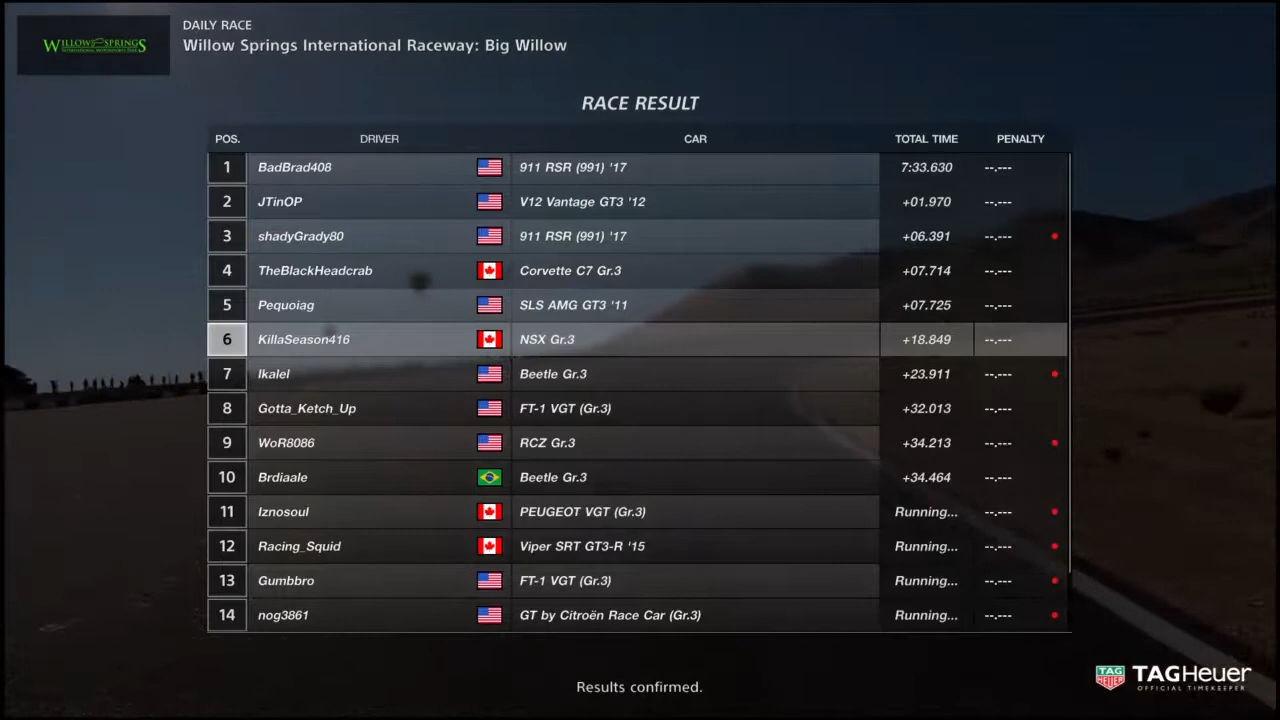 WILLOW SPRINGS
INTERNATIONAL MOTORSPORTS PARK
DAILY RACE
Willow Springs International Raceway: Big Willow
RACE RESULT
POS. DRIVER CAR TOTAL TIME PENALTY
1 BadBrad408 911 RSR (991) '17 7:33.630 --.---
2 JTinOP V12 Vantage GT3 '12 +01.970 --.---
3 shadyGrady80 911 RSR (991) '17 +06.391 --.---
4 TheBlackHeadcrab Corvette C7 Gr.3 +07.714 --.---
5 Pequoiag SLS AMG GT3 '11 +07.725 --.---
6 KillaSeason416 NSX Gr.3 +18.849 --.---
7 Ikalel Beetle Gr.3 +23.911 --.---
8 Gotta_Ketch_Up FT-1 VGT (Gr.3) +32.013 --.---
9 WoR8086 RCZ Gr.3 +34.213 --.---
10 Brdiaale Beetle Gr.3 +34.464 --.---
11 Iznosoul PEUGEOT VGT (Gr.3) Running... --.---
12 Racing_Squid Viper SRT GT3-R '15 Running... --.---
13 Gumbbro FT-1 VGT (Gr.3) Running... --.---
14 nog3861 GT by Citroën Race Car (Gr.3) Running... --.---
Results confirmed.
TAG HEUER TAGHeuer
OFFICIAL TIMEKEEPER